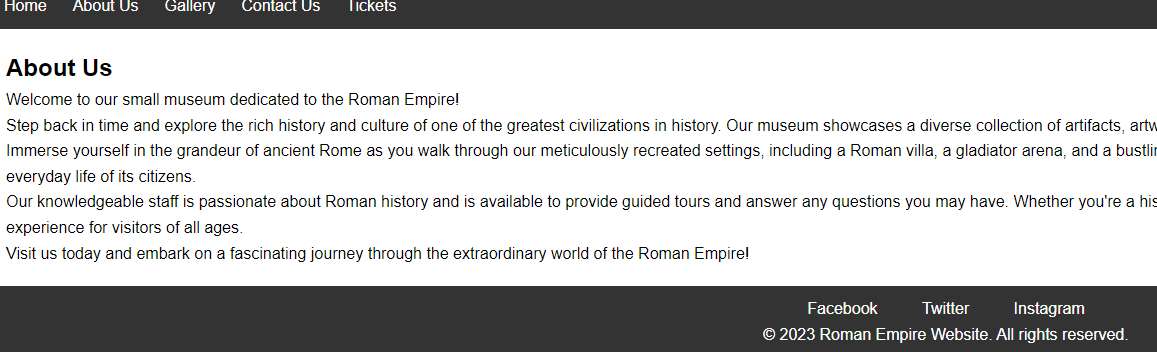 Home About Us Gallery Contact Us Tickets
About Us
Welcome to our small museum dedicated to the Roman Empire!
Step back in time and explore the rich history and culture of one of the greatest civilizations in history. Our museum showcases a diverse collection of artifacts,
Immerse yourself in the grandeur of ancient Rome as you walk through our meticulously recreated settings, including a Roman villa, a gladiator arena, and a
everyday life of its citizens.
Our knowledgeable staff is passionate about Roman history and is available to provide guided tours and answer any questions you may have. Whether you're a
experience for visitors of all ages.
Visit us today and embark on a fascinating journey through the extraordinary world of the Roman Empire!
Facebook Twitter Instagram
© 2023 Roman Empire Website. All rights reserved.